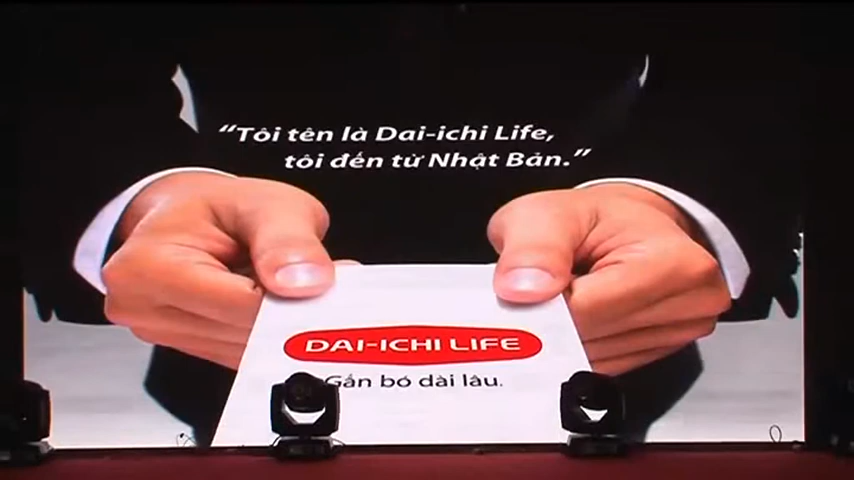 “Tôi tên là Dai-ichi Life,
tôi đến từ Nhật Bản.”
DAI-ICHI LIFE
Gắn bó dài lâu.